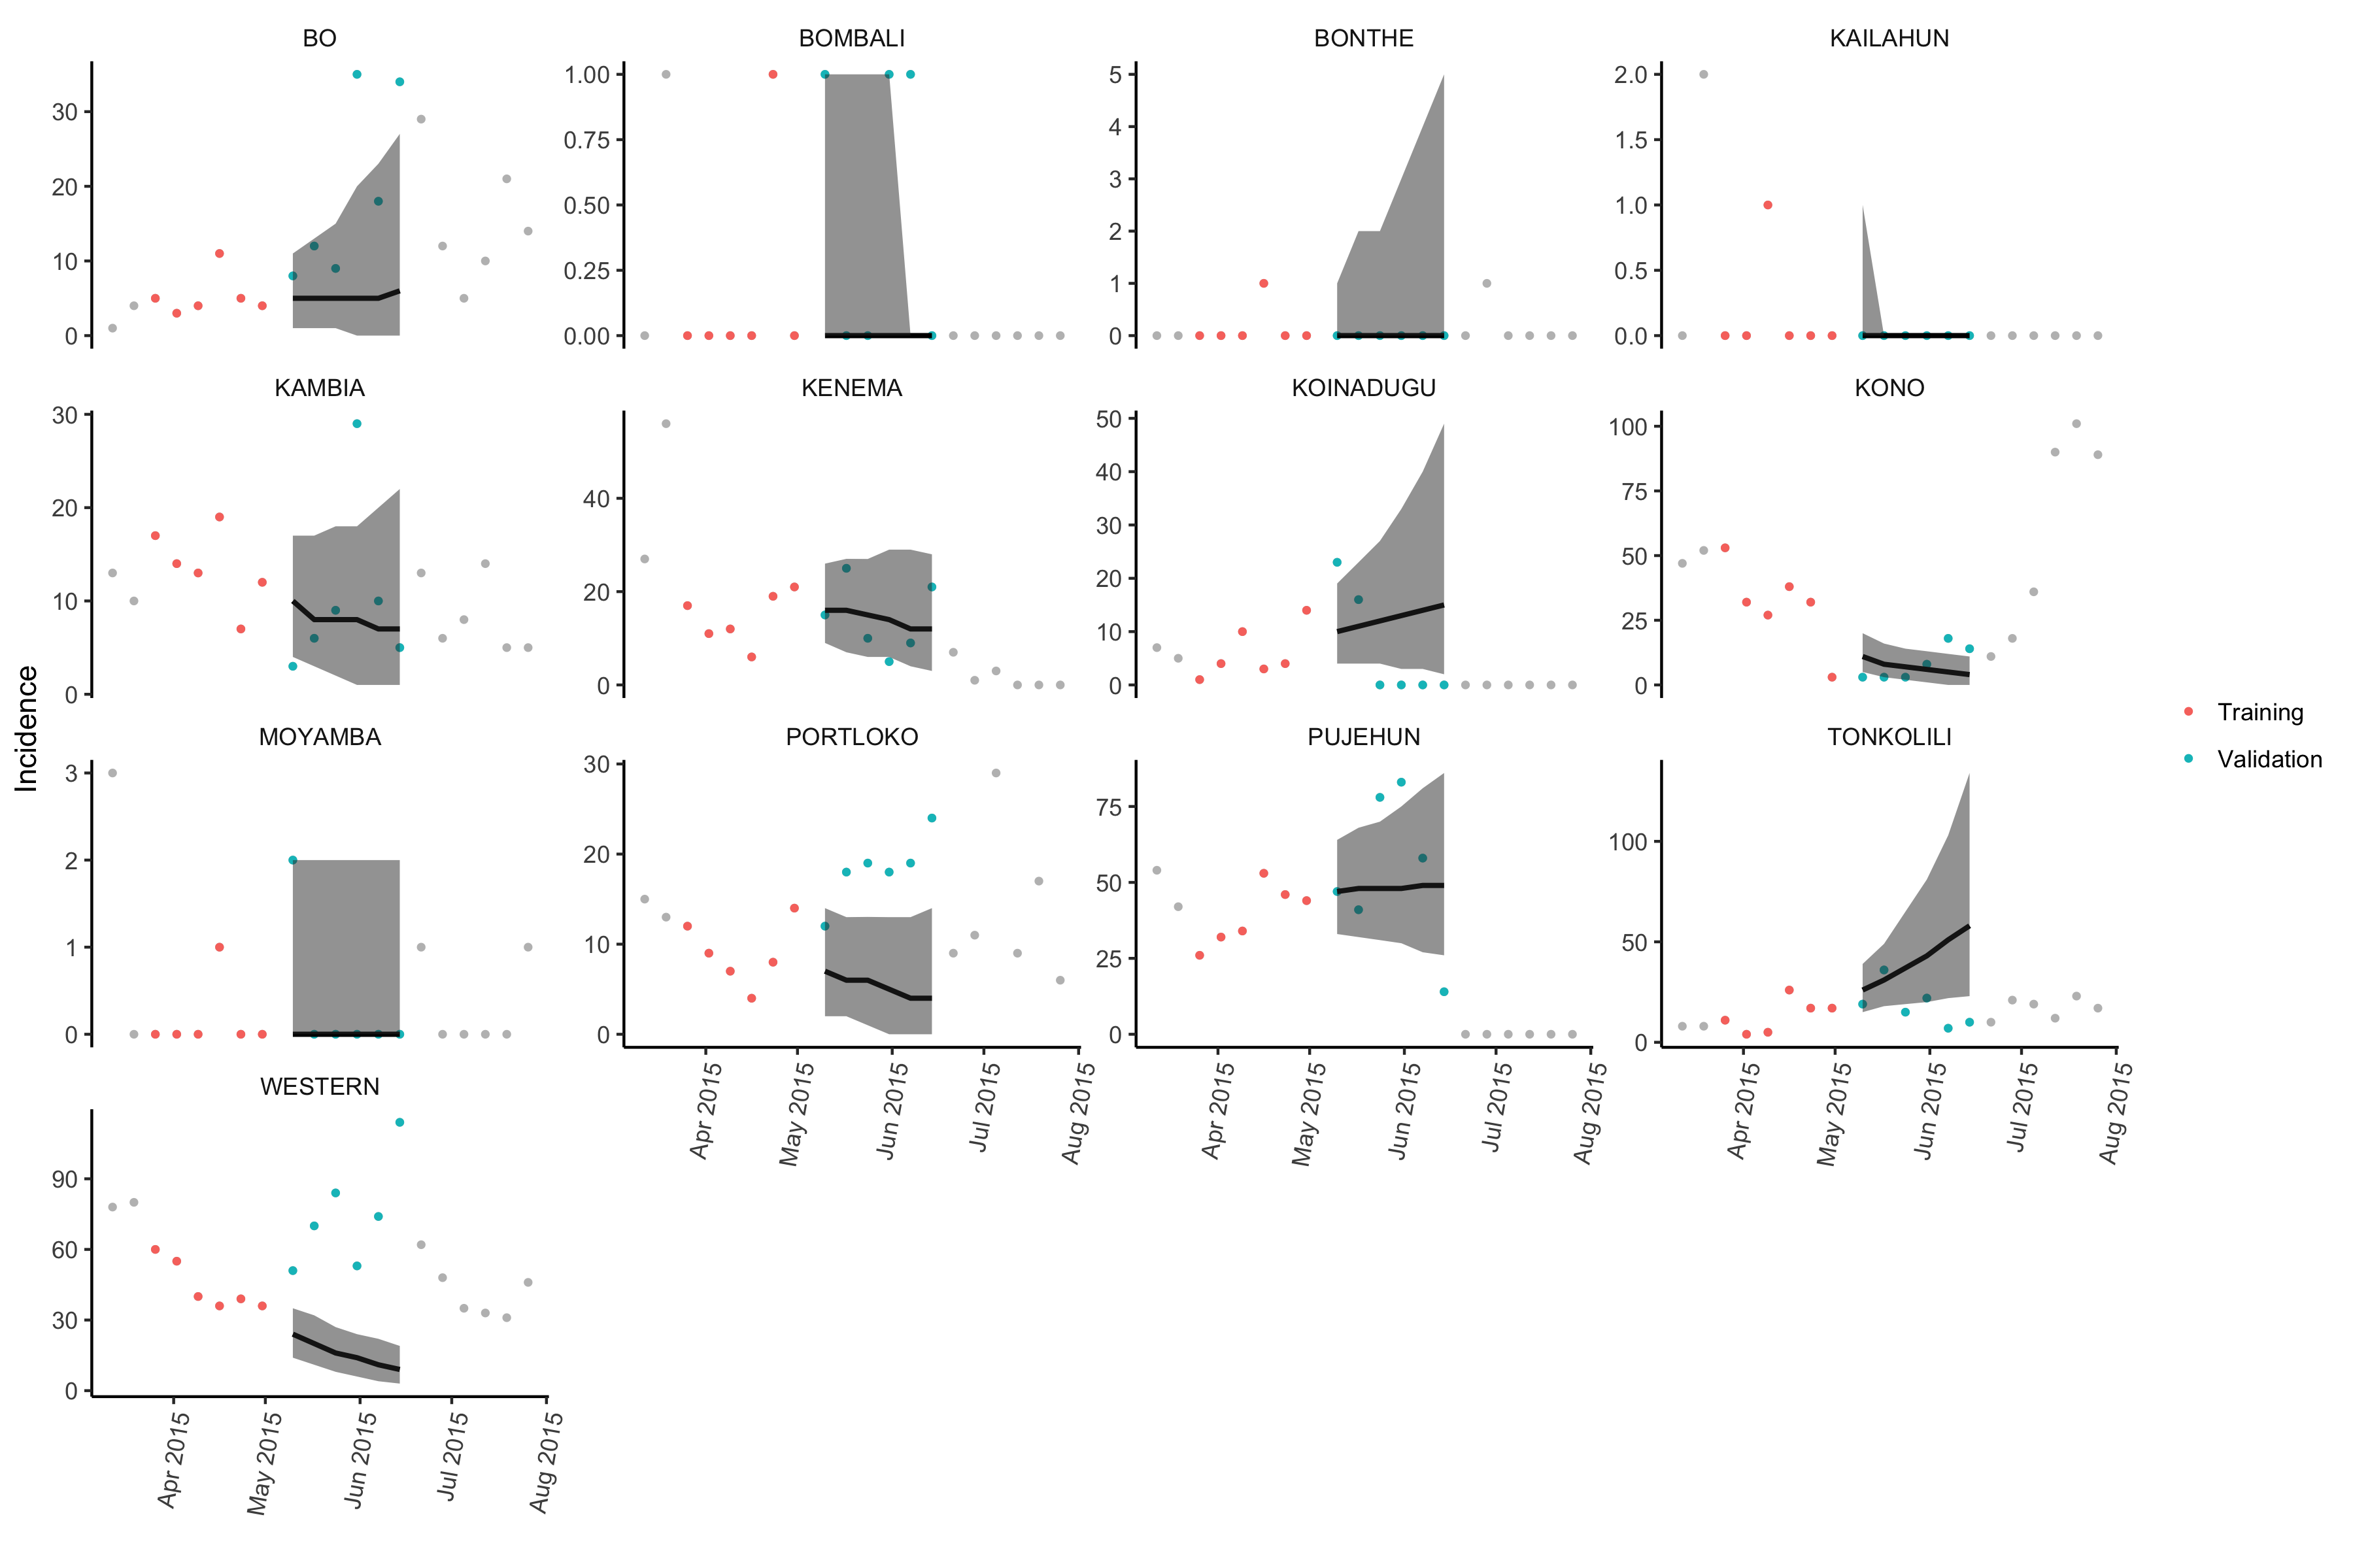 BO
BOMBALI
BONTHE
KAILAHUN
30
20
10
0
1.00
0.75
0.50
0.25
0.00
5
4
3
2
1
0
2.0
1.5
1.0
0.5
0.0
KAMBIA
KENEMA
KOINADUGU
KONO
30
20
10
0
40
20
0
50
40
30
20
10
0
100
75
50
25
0
Incidence
MOYAMBA
PORTLOKO
PUJEHUN
TONKOLILI
3
2
1
0
30
20
10
0
75
50
25
0
100
50
0
Apr 2015
May 2015
Jun 2015
Jul 2015
Aug 2015
Apr 2015
May 2015
Jun 2015
Jul 2015
Aug 2015
Apr 2015
May 2015
Jun 2015
Jul 2015
Aug 2015
Training
Validation
WESTERN
90
60
30
0
Apr 2015
May 2015
Jun 2015
Jul 2015
Aug 2015